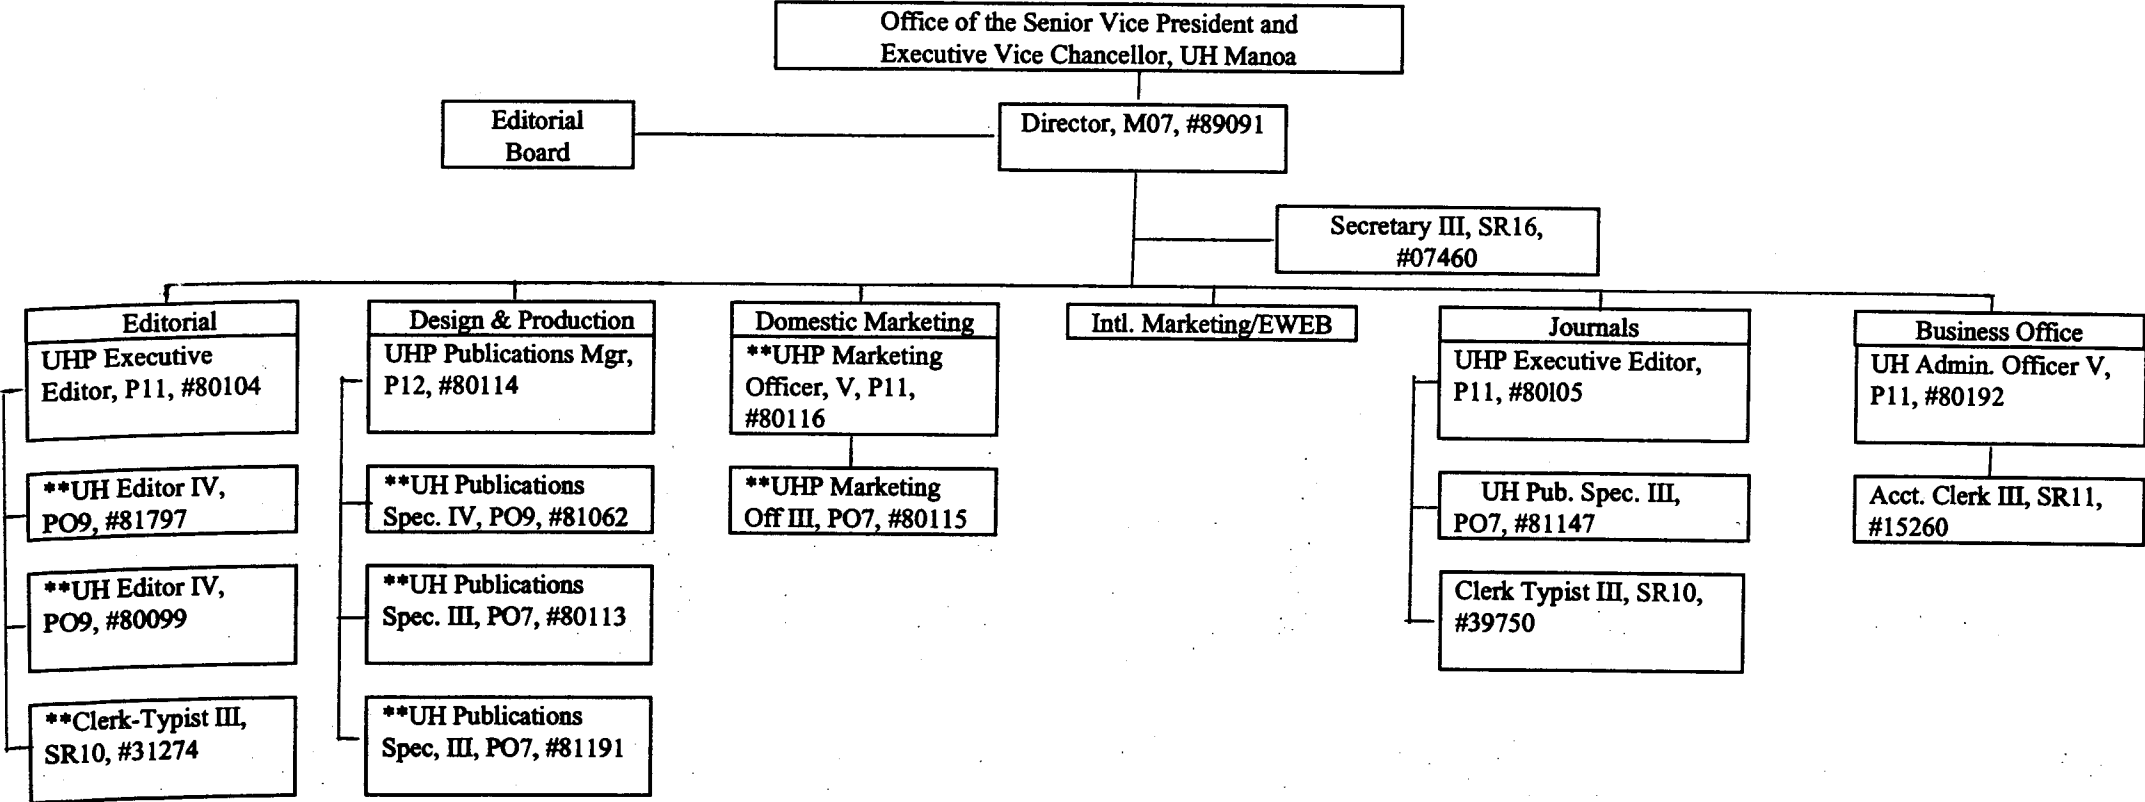 Office of the Senior Vice President and
Executive Vice Chancellor, UH Manoa
Editorial
Board
Director, M07, #89091
Secretary III, SR16,
#07460
Editorial
UHP Executive
Editor, P11, #80104
**UH Editor IV,
PO9, #81797
**UH Editor IV,
PO9, #80099
**Clerk-Typist III,
SR10, #31274
Design & Production
UHP Publications Mgr,
P12, #80114
**UH Publications
Spec. IV, PO9, #81062
**UH Publications
Spec. III, PO7, #80113
**UH Publications
Spec, III, PO7, #81191
Domestic Marketing
**UHP Marketing
Officer, V, P11,
#80116
**UHP Marketing
Off III, PO7, #80115
Intl. Marketing/EWEB
Journals
UHP Executive Editor,
P11, #80l05
UH Pub. Spec. III,
PO7, #81147
Clerk Typist III, SR10,
#39750
Business Office
UH Admin. Officer V,
P11, #80192
Acct. Clerk III, SR11,
#15260